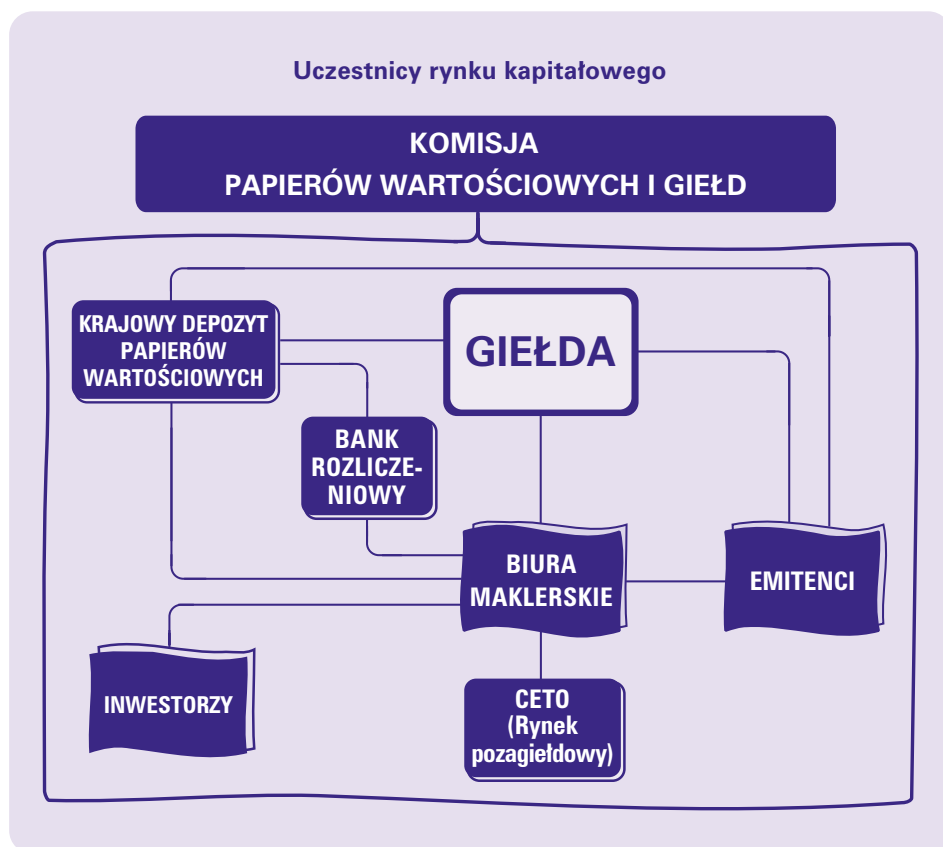 Uczestnicy rynku kapitałowego
KOMISJA
PAPIERÓW WARTOŚCIOWYCH I GIEŁD
KRAJOWY DEPOZYT
PAPIERÓW
WARTOŚCIOWYCH
GIEŁDA
BANK
ROZLICZE-
NIOWY
BIURA
MAKLERSKIE
EMITENCI
INWESTORZY
CETO
(Rynek
pozagiełdowy)